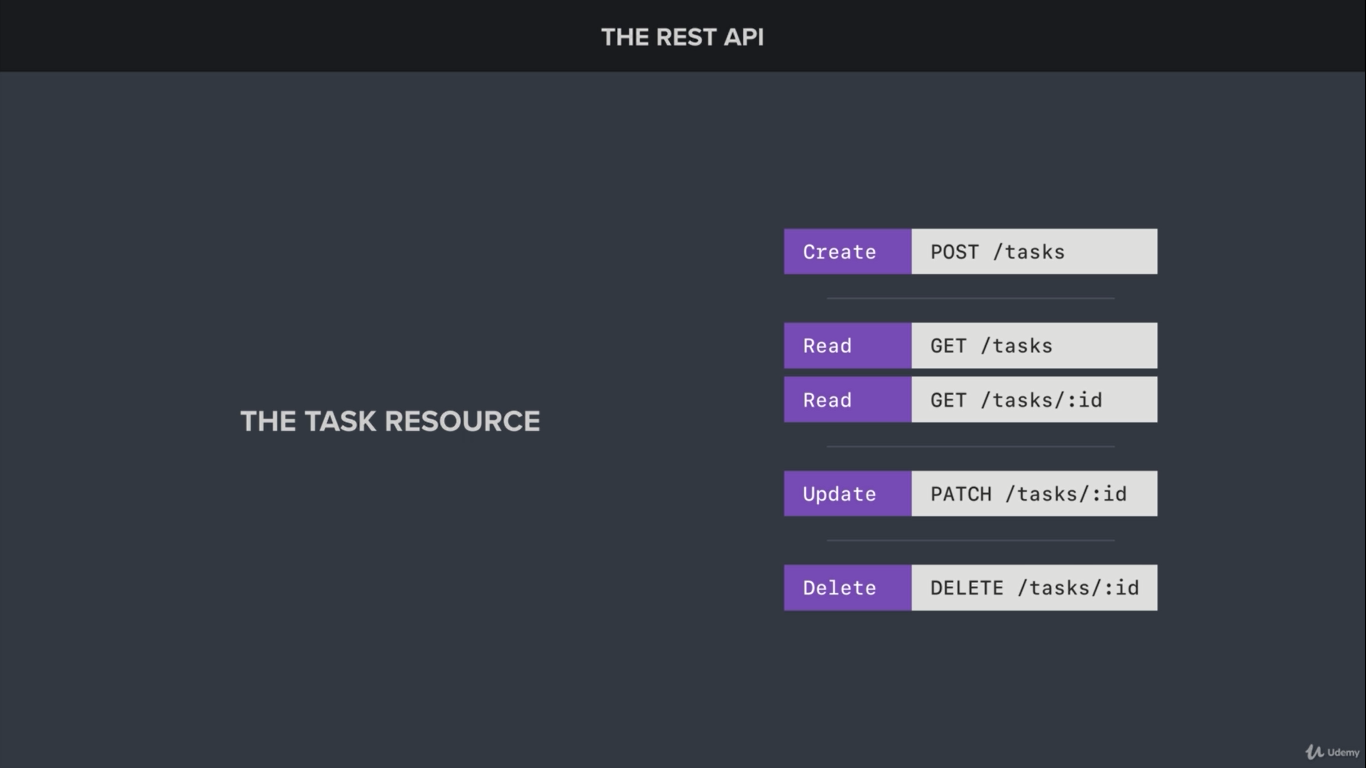 THE REST API
THE TASK RESOURCE
Create POST /tasks
Read GET /tasks
Read GET /tasks/:id
Update PATCH /tasks/:id
Delete DELETE /tasks/:id
Udemy